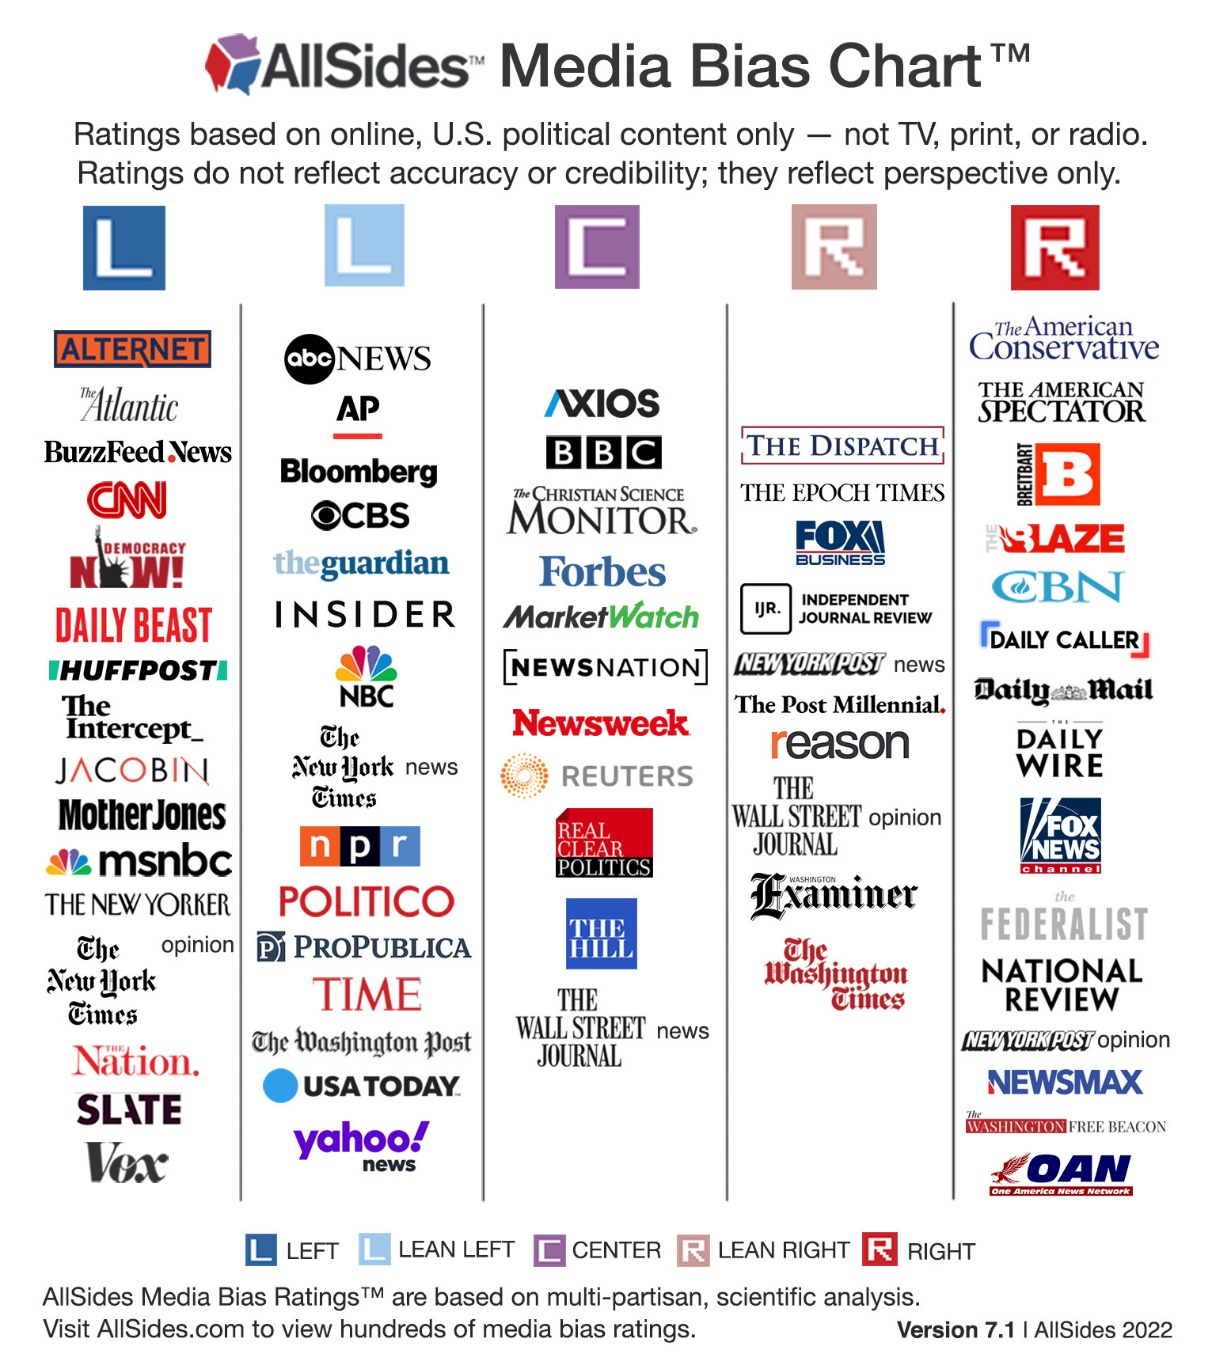 AllSides™ Media Bias Chart™
Ratings based on online, U.S. political content only — not TV, print, or radio.
Ratings do not reflect accuracy or credibility; they reflect perspective only.
L
L
C
R
R
ALTERNET
The Atlantic
BuzzFeed.News
CNN
DEMOCRACY
NOW!
DAILY BEAST
HUFFPOST
The
Intercept_
JACOBIN
Mother Jones
msnbc
THE NEW YORKER
The
New York
Times
opinion
THE Nation.
SLATE
Vox
abc NEWS
AP
Bloomberg
CBS
theguardian
INSIDER
NBC
The
New York
Times
news
npr
POLITICO
P PROPUBLICA
TIME
The Washington Post
USA TODAY
yahoo!
news
AXIOS
BBC
The CHRISTIAN SCIENCE
MONITOR
Forbes
MarketWatch
[NEWSNATION]
Newsweek
REUTERS
REAL
CLEAR
POLITICS
THE
HILL
THE
WALL STREET
JOURNAL
news
THE DISPATCH
THE EPOCH TIMES
FOX
BUSINESS
IJR.
INDEPENDENT
JOURNAL REVIEW
NEW YORK POST news
The Post Millennial.
reason
THE
WALL STREET
JOURNAL
opinion
WASHINGTON
Examiner
The
Washington
Times
The American
Conservative
THE AMERICAN
SPECTATOR
BREITBART
B
THE BLAZE
CBN
DAILY CALLER
Daily Mail
THE
DAILY
WIRE
FOX
NEWS
channel
the
FEDERALIST
NATIONAL
REVIEW
NEW YORK POST opinion
NEWSMAX
The
WASHINGTON FREE BEACON
OAN
One America News Network
L LEFT L LEAN LEFT C CENTER R LEAN RIGHT R RIGHT
AllSides Media Bias Ratings™ are based on multi-partisan, scientific analysis.
Visit AllSides.com to view hundreds of media bias ratings.
Version 7.1 | AllSides 2022